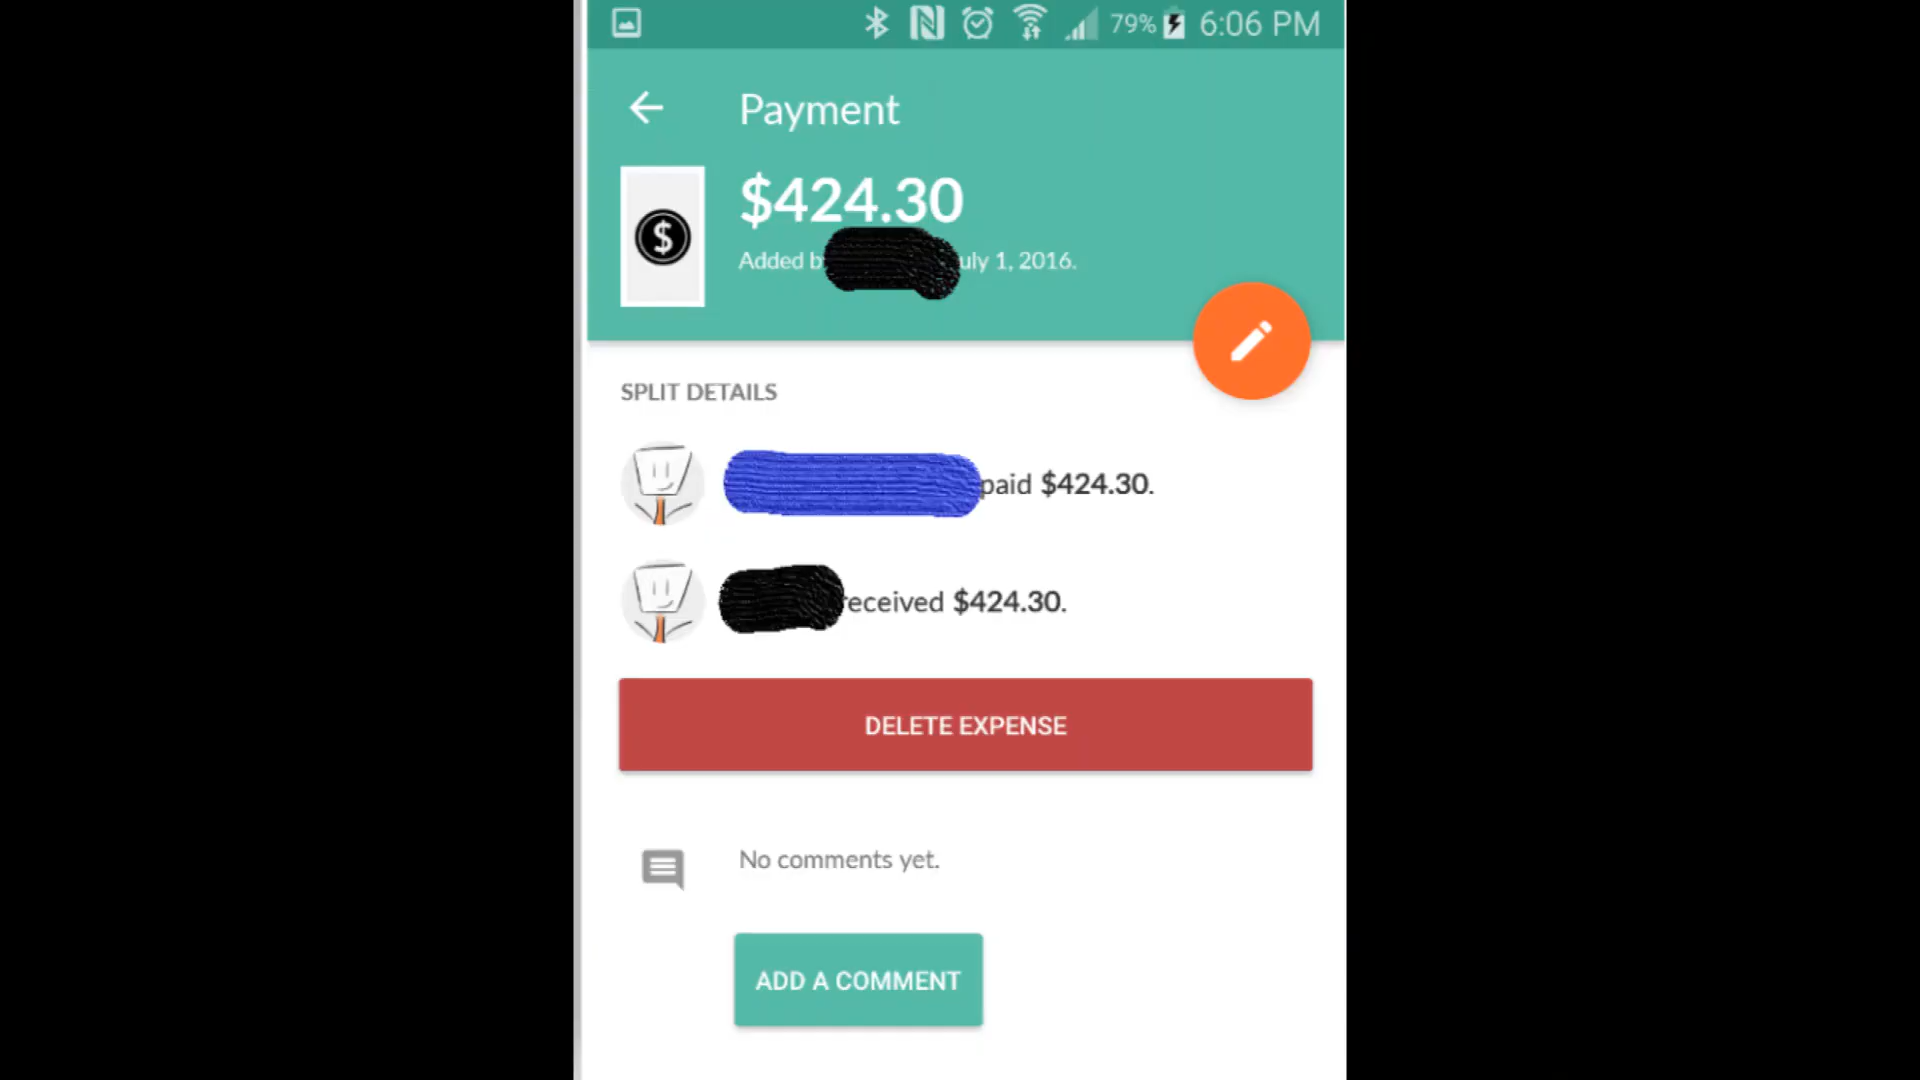 79% 6:06 PM
Payment
$424.30
$
Added b uly 1, 2016.
SPLIT DETAILS
paid $424.30.
eceived $424.30.
DELETE EXPENSE
No comments yet.
ADD A COMMENT